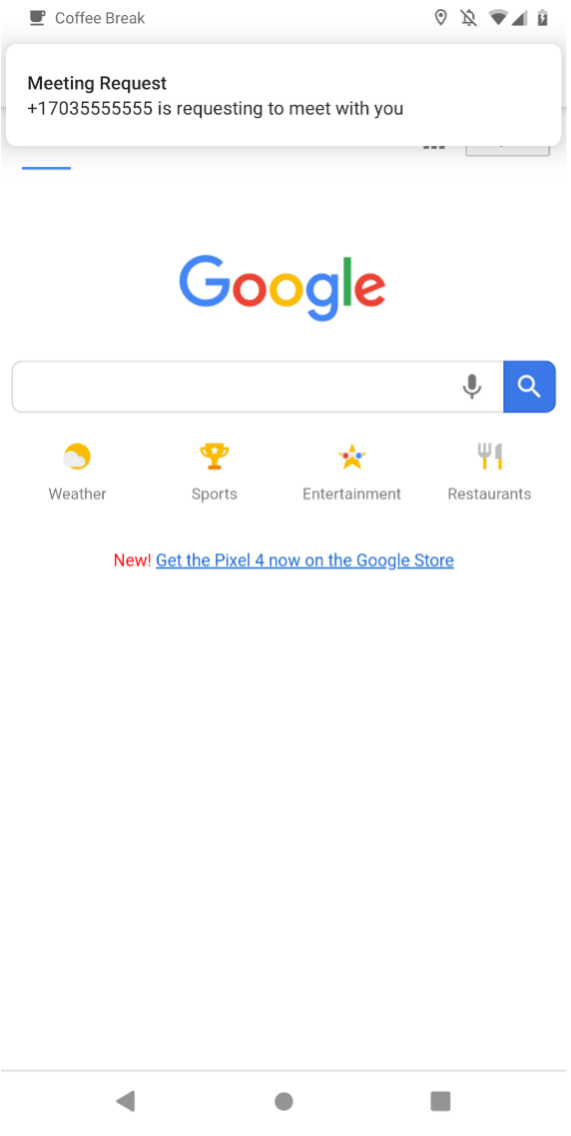 Coffee Break
Meeting Request
+17035555555 is requesting to meet with you
Google
Weather Sports Entertainment Restaurants
New! Get the Pixel 4 now on the Google Store